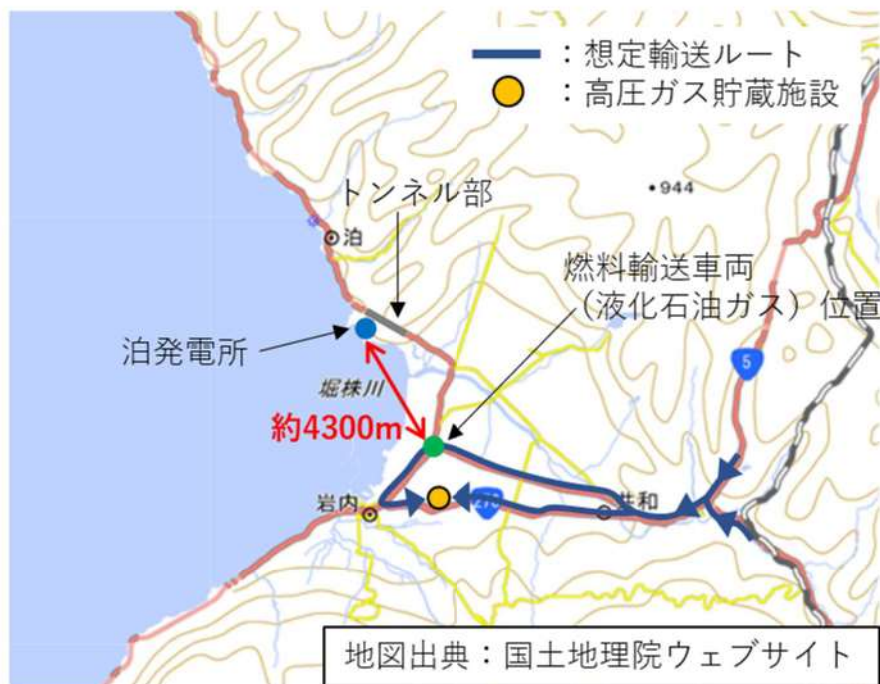 ：想定輸送ルート
：高圧ガス貯蔵施設
トンネル部
944
泊
燃料輸送車両
（液化石油ガス）位置
泊発電所
5
堀株川
約4300m
岩内
共和
地図出典：国土地理院ウェブサイト